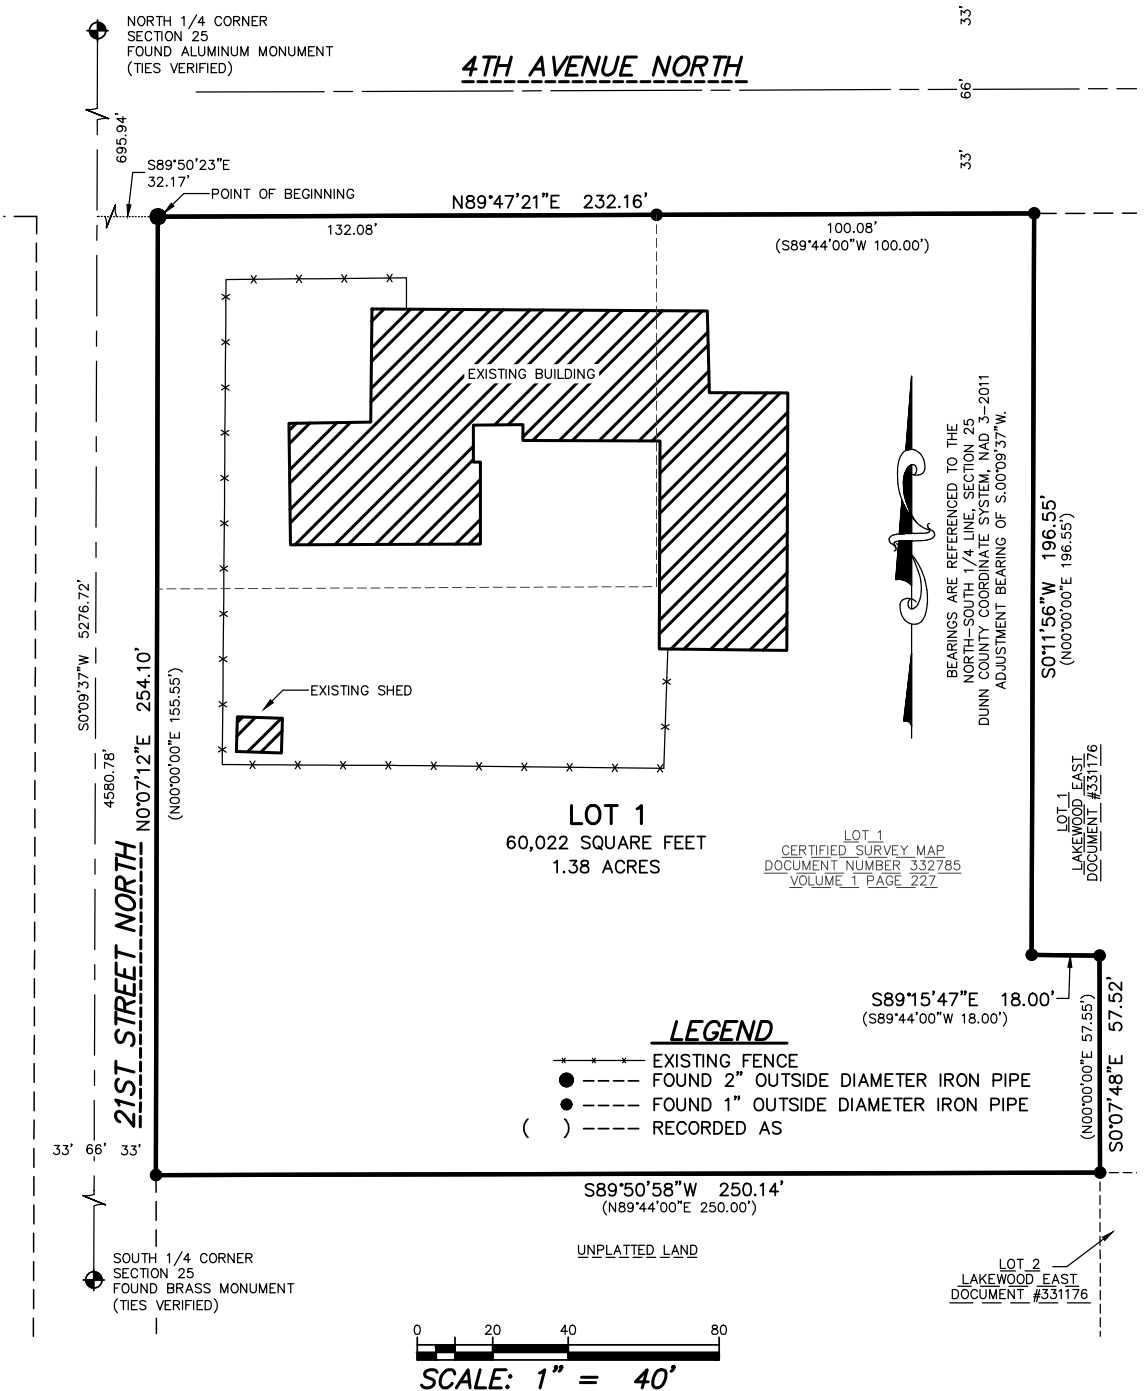 NORTH 1/4 CORNER
SECTION 25
FOUND ALUMINUM MONUMENT
(TIES VERIFIED)
4TH AVENUE NORTH
33'
66'
33'
695.94'
S89°50'23"E
32.17'
POINT OF BEGINNING
N89°47'21"E 232.16'
132.08'
100.08'
(S89°44'00"W 100.00')
EXISTING BUILDING
BEARINGS ARE REFERENCED TO THE
NORTH-SOUTH 1/4 LINE, SECTION 25
DUNN COUNTY COORDINATE SYSTEM, NAD 3-2011
ADJUSTMENT BEARING OF S.00°09'37"W.
S0°11'56"W 196.55'
(N00°00'00"E 196.55')
S0°09'37"W 5276.72'
4580.78'
N0°07'12"E 254.10'
(N00°00'00"E 155.55')
EXISTING SHED
LOT 1
60,022 SQUARE FEET
1.38 ACRES
LOT 1
CERTIFIED SURVEY MAP
DOCUMENT NUMBER 332785
VOLUME 1 PAGE 227
LOT 1
LAKEWOOD EAST
DOCUMENT #331176
21ST STREET NORTH
S89°15'47"E 18.00'
(S89°44'00"W 18.00')
(N00°00'00"E 57.55')
S0°07'48"E 57.52'
LEGEND
EXISTING FENCE
FOUND 2" OUTSIDE DIAMETER IRON PIPE
FOUND 1" OUTSIDE DIAMETER IRON PIPE
( ) RECORDED AS
33' 66' 33'
S89°50'58"W 250.14'
(N89°44'00"E 250.00')
UNPLATTED LAND
SOUTH 1/4 CORNER
SECTION 25
FOUND BRASS MONUMENT
(TIES VERIFIED)
LOT 2
LAKEWOOD EAST
DOCUMENT #331176
0 20 40 80
SCALE: 1" = 40'